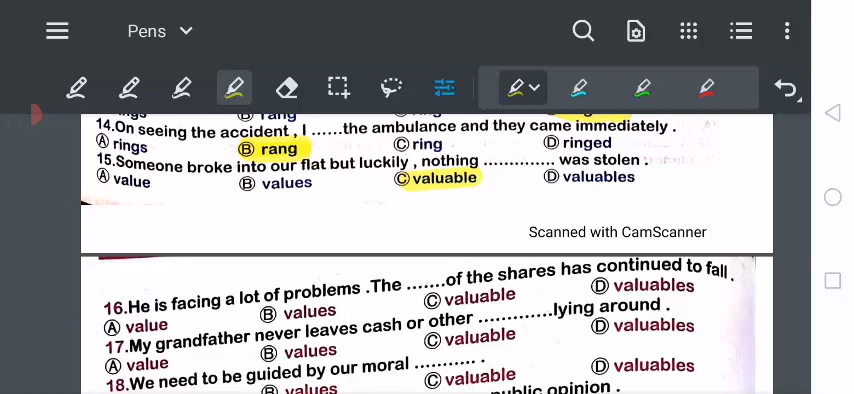 Pens
ings B rang
14.On seeing the accident , I ......the ambulance and they came immediately .
A rings B rang C ring D ringed
15.Someone broke into our flat but luckily , nothing .............. was stolen .
A value B values C valuable D valuables
Scanned with CamScanner
16.He is facing a lot of problems .The .......of the shares has continued to fall .
A value B values C valuable D valuables
17.My grandfather never leaves cash or other .............lying around .
A value B values C valuable D valuables
18.We need to be guided by our moral ........... .
B values C valuable D valuables
public opinion .